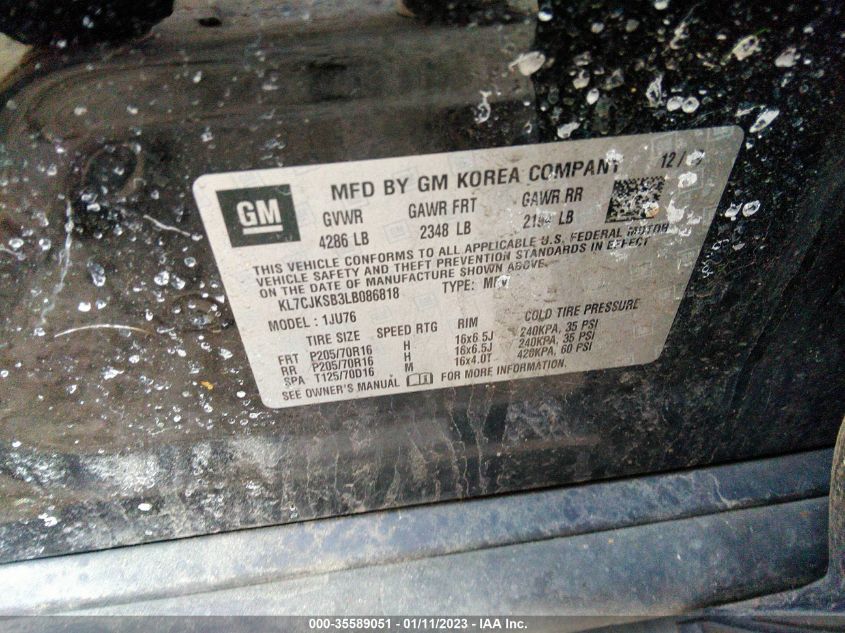 GM
MFD BY GM KOREA COMPANY 12/
GVWR GAWR FRT GAWR RR
4286 LB 2348 LB LB
THIS VEHICLE CONFORMS TO ALL APPLICABLE U.S. FEDERAL MOTOR
VEHICLE SAFETY AND THEFT PREVENTION STANDARDS IN EFFECT
ON THE DATE OF MANUFACTURE SHOWN ABOVE.
KL7CJKSB3LB086818 TYPE:
MODEL: 1JU76
TIRE SIZE SPEED RTG RIM COLD TIRE PRESSURE
FRT P205/70R16 H 16x6.5J 240KPA, 35 PSI
RR P205/70R16 H 16x6.5J 240KPA, 35 PSI
SPA T125/70D16 M 16x4.0T 420KPA, 60 PSI
SEE OWNER'S MANUAL FOR MORE INFORMATION.
000-35589051 - 01/11/2023 - IAA Inc.